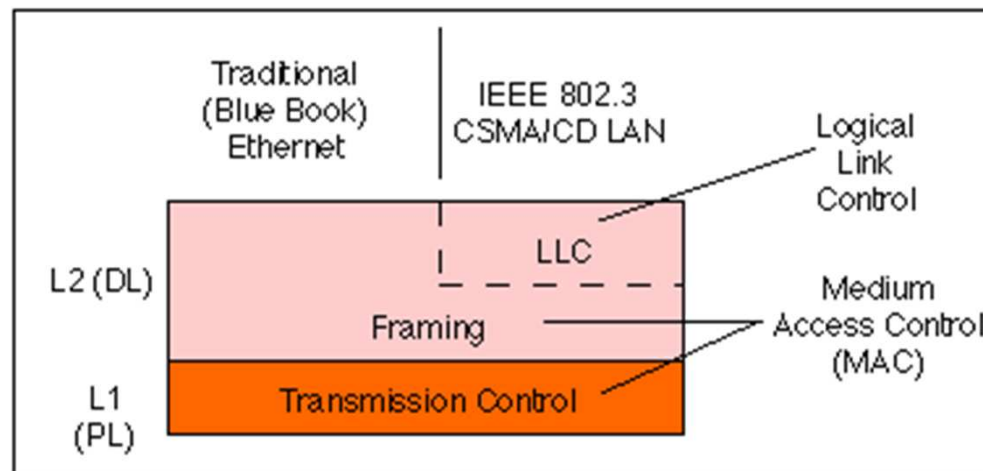 Traditional
(Blue Book)
Ethernet
IEEE 802.3
CSMA/CD LAN
Logical
Link
Control
LLC
L2 (DL)
Framing
Medium
Access Control
(MAC)
L1
(PL)
Transmission Control